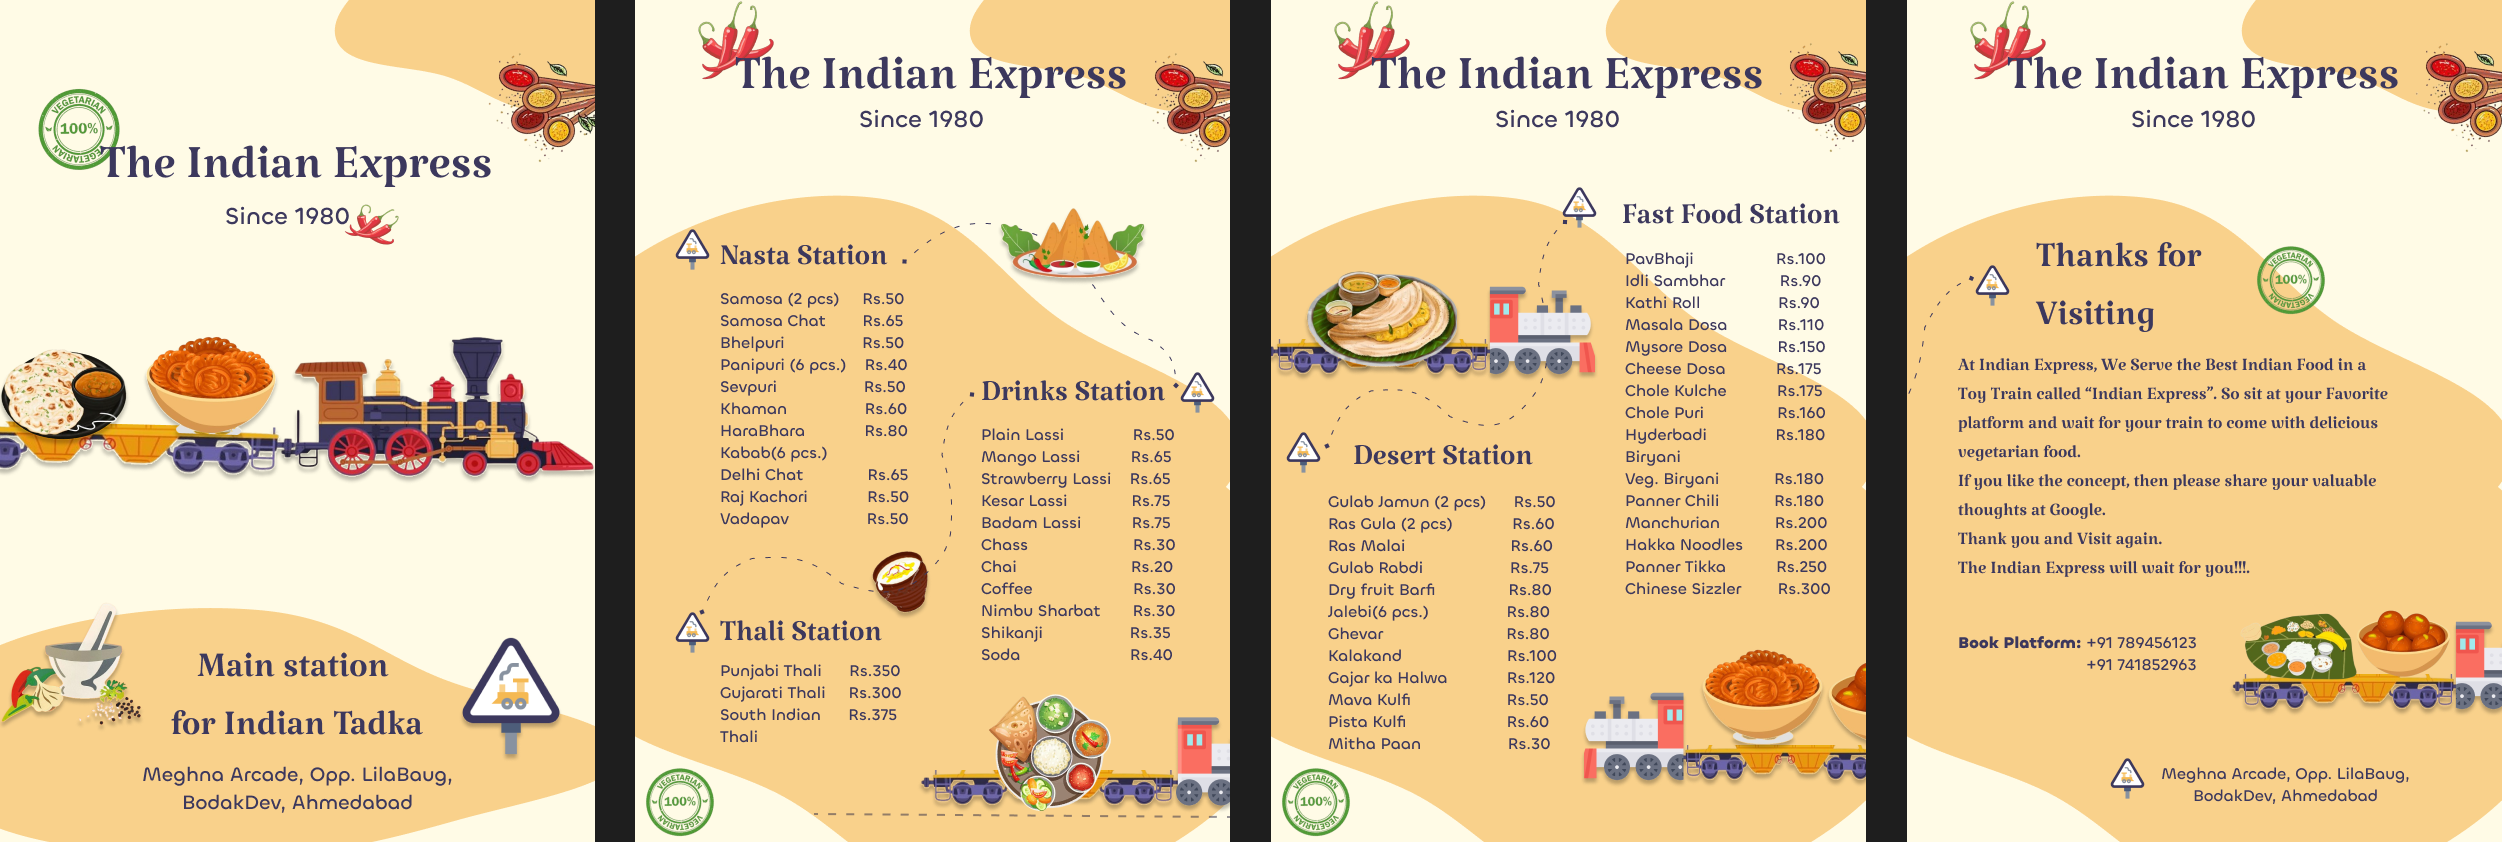 VEGETARIAN
100%
VEGETARIAN
The Indian Express
Since 1980
Main station
for Indian Tadka
Meghna Arcade, Opp. LilaBaug,
BodakDev, Ahmedabad
The Indian Express
Since 1980
Nasta Station
Samosa (2 pcs) Rs.50
Samosa Chat Rs.65
Bhelpuri Rs.50
Panipuri (6 pcs.) Rs.40
Sevpuri Rs.50
Khaman Rs.60
HaraBhara Rs.80
Kabab(6 pcs.)
Delhi Chat Rs.65
Raj Kachori Rs.50
Vadapav Rs.50
Drinks Station
Plain Lassi Rs.50
Mango Lassi Rs.65
Strawberry Lassi Rs.65
Kesar Lassi Rs.75
Badam Lassi Rs.75
Chass Rs.30
Chai Rs.20
Coffee Rs.30
Nimbu Sharbat Rs.30
Shikanji Rs.35
Soda Rs.40
Thali Station
Punjabi Thali Rs.350
Gujarati Thali Rs.300
South Indian Rs.375
Thali
VEGETARIAN
100%
VEGETARIAN
The Indian Express
Since 1980
Fast Food Station
PavBhaji Rs.100
Idli Sambhar Rs.90
Kathi Roll Rs.90
Masala Dosa Rs.110
Mysore Dosa Rs.150
Cheese Dosa Rs.175
Chole Kulche Rs.175
Chole Puri Rs.160
Hyderbadi Rs.180
Biryani
Veg. Biryani Rs.180
Panner Chili Rs.180
Manchurian Rs.200
Hakka Noodles Rs.200
Panner Tikka Rs.250
Chinese Sizzler Rs.300
Desert Station
Gulab Jamun (2 pcs) Rs.50
Ras Gula (2 pcs) Rs.60
Ras Malai Rs.60
Gulab Rabdi Rs.75
Dry fruit Barfi Rs.80
Jalebi(6 pcs.) Rs.80
Ghevar Rs.80
Kalakand Rs.100
Gajar ka Halwa Rs.120
Mava Kulfi Rs.50
Pista Kulfi Rs.60
Mitha Paan Rs.30
VEGETARIAN
100%
VEGETARIAN
The Indian Express
Since 1980
Thanks for
Visiting
VEGETARIAN
100%
VEGETARIAN
At Indian Express, We Serve the Best Indian Food in a
Toy Train called “Indian Express”. So sit at your Favorite
platform and wait for your train to come with delicious
vegetarian food.
If you like the concept, then please share your valuable
thoughts at Google.
Thank you and Visit again.
The Indian Express will wait for you!!!.
Book Platform: +91 789456123
+91 741852963
Meghna Arcade, Opp. LilaBaug,
BodakDev, Ahmedabad